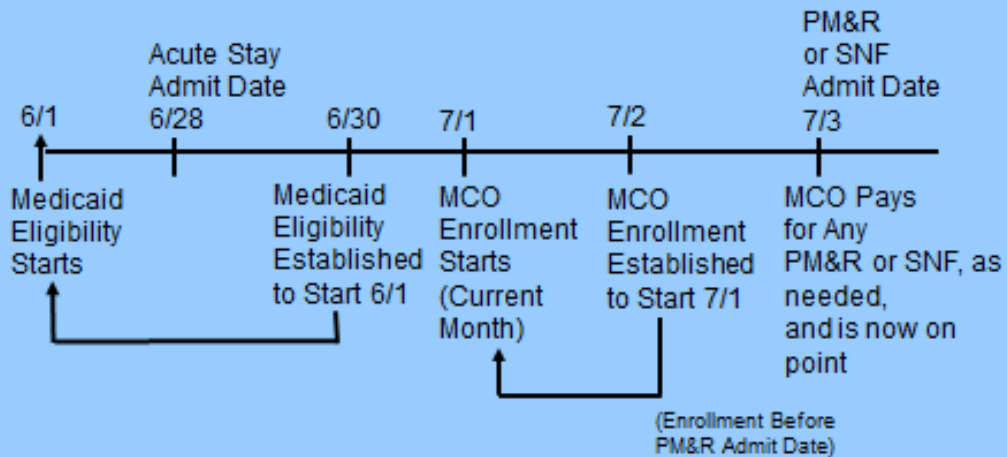 Acute Stay
Admit Date
PM&R
or SNF
Admit Date
6/1
6/28
6/30
7/1
7/2
7/3
Medicaid
Eligibility
Starts
Medicaid
Eligibility
Established
to Start 6/1
MCO
Enrollment
Starts
(Current
Month)
MCO
Enrollment
Established
to Start 7/1
MCO Pays
for Any
PM&R or SNF, as
needed,
and is now on
point
(Enrollment Before
PM&R Admit Date)